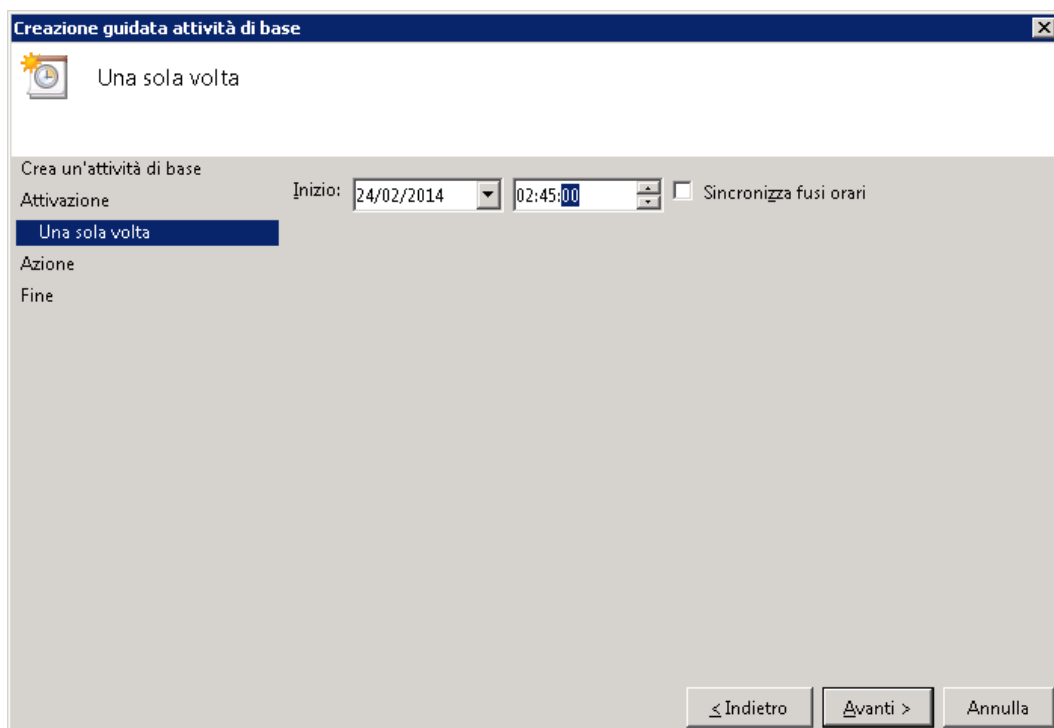 Creazione guidata attività di base
Una sola volta
Crea un'attività di base
Attivazione
Una sola volta
Azione
Fine
Inizio: 24/02/2014 02:45:00 Sincronizza fusi orari
< Indietro Avanti > Annulla